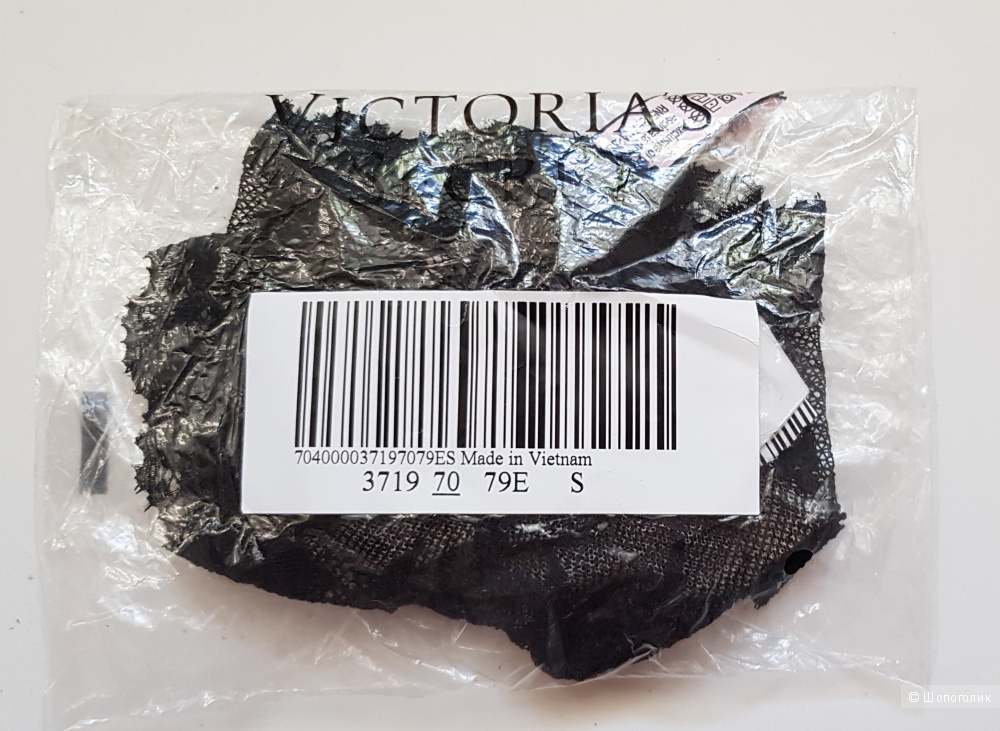 VICTORIA'S
704000037197079ES Made in Vietnam
3719 70 79E S
© Шопоголик